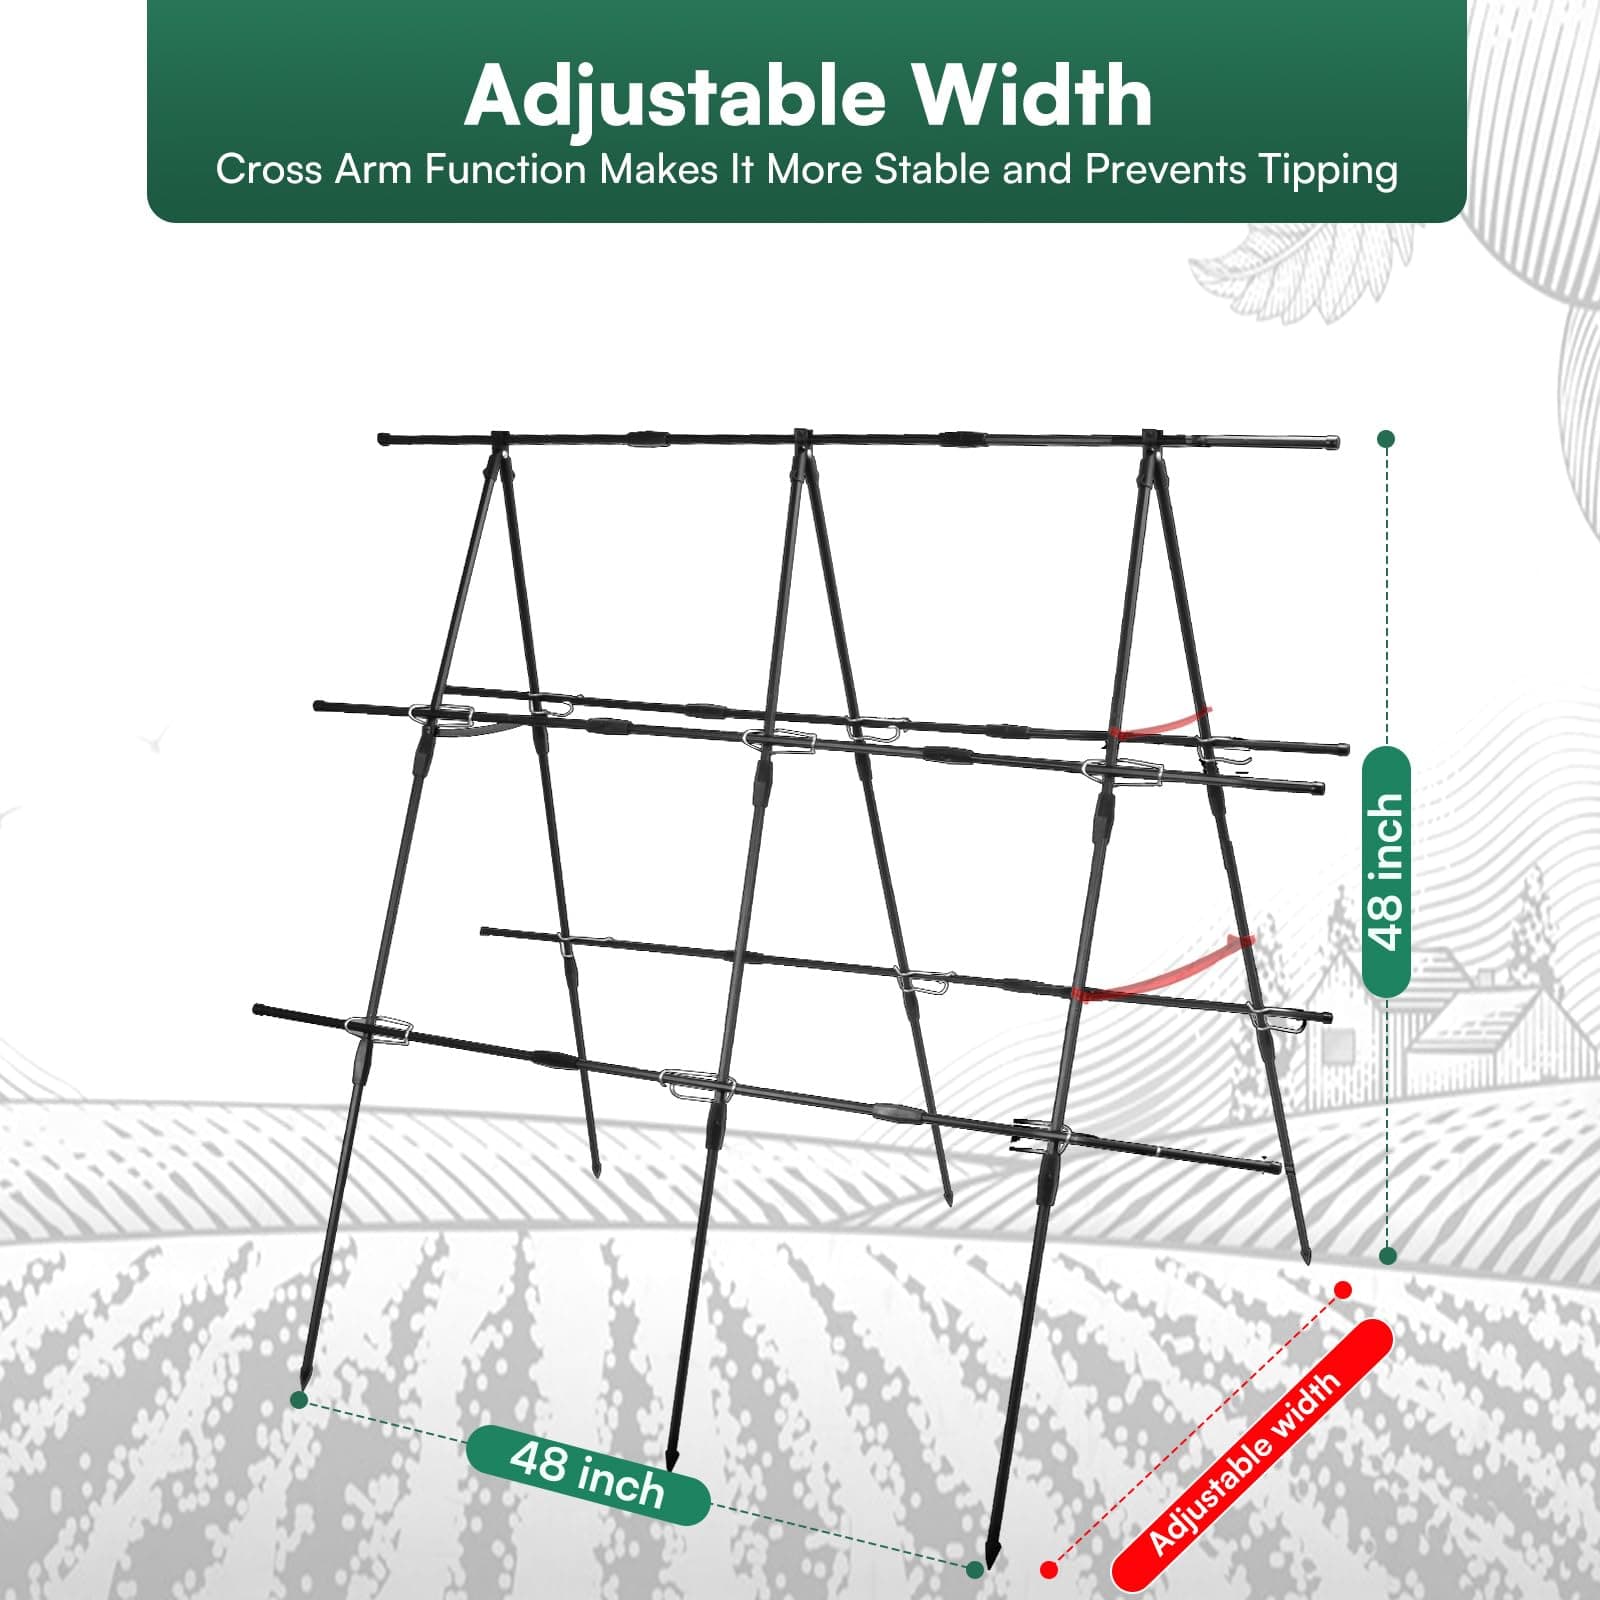 Adjustable Width
Cross Arm Function Makes It More Stable and Prevents Tipping
48 inch
48 inch
Adjustable width